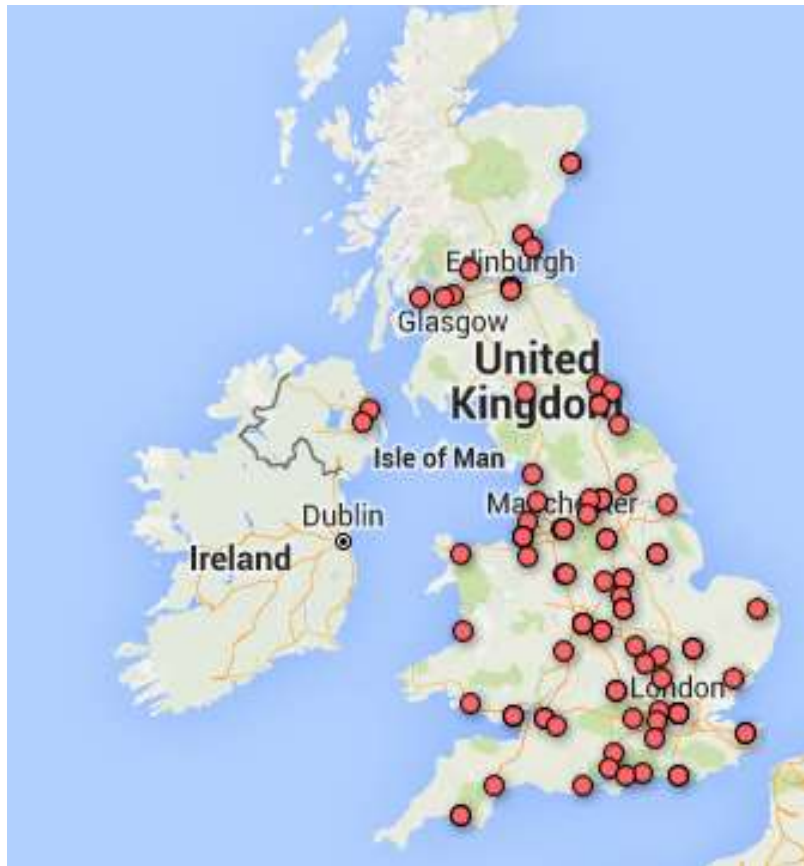 Edinburgh
Glasgow
United
Kingdom
Isle of Man
Manchester
Dublin
Ireland
London